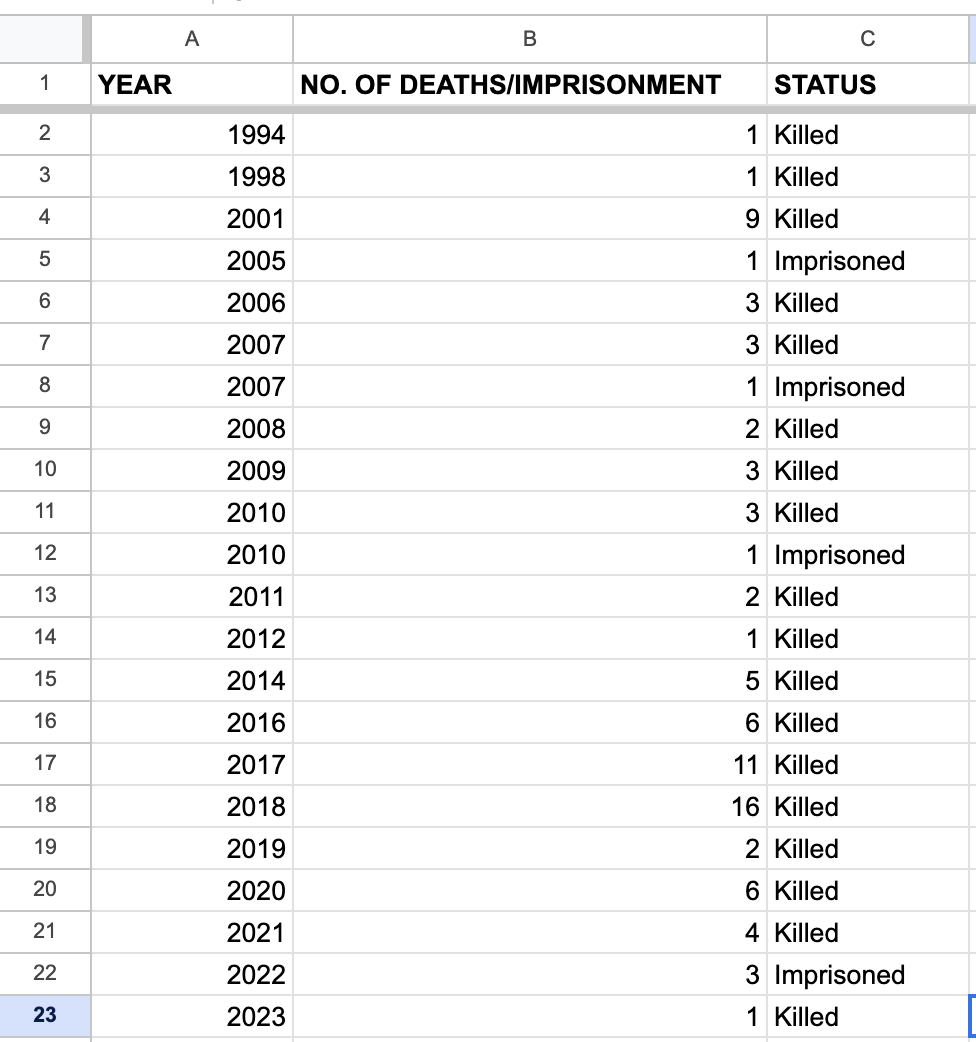 A B C
1 YEAR NO. OF DEATHS/IMPRISONMENT STATUS
2 1994 1 Killed
3 1998 1 Killed
4 2001 9 Killed
5 2005 1 Imprisoned
6 2006 3 Killed
7 2007 3 Killed
8 2007 1 Imprisoned
9 2008 2 Killed
10 2009 3 Killed
11 2010 3 Killed
12 2010 1 Imprisoned
13 2011 2 Killed
14 2012 1 Killed
15 2014 5 Killed
16 2016 6 Killed
17 2017 11 Killed
18 2018 16 Killed
19 2019 2 Killed
20 2020 6 Killed
21 2021 4 Killed
22 2022 3 Imprisoned
23 2023 1 Killed